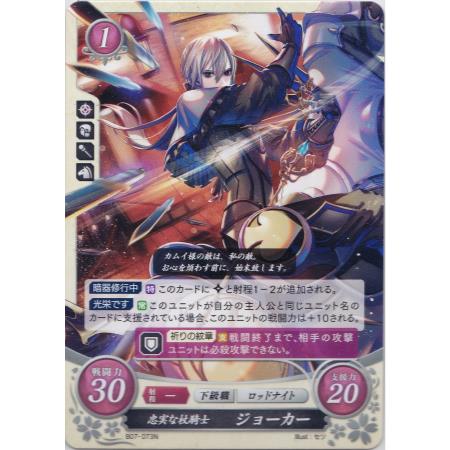 1
カムイ様の敵は、私の敵。
お心を煩わす前に、始末致します。
暗器修行中 特 このカードに と射程1-2が追加される。
光栄です 常 このユニットが自分の主人公と同じユニット名の
カードに支援されている場合、このユニットの戦闘力は+10される。
祈りの紋章 支 戦闘終了まで、相手の攻撃
ユニットは必殺攻撃できない。
戦闘力
30
射程 ー 下級職 ロッドナイト
支援力
20
忠実な杖騎士 ジョーカー
B07-073N
Illust:セツ